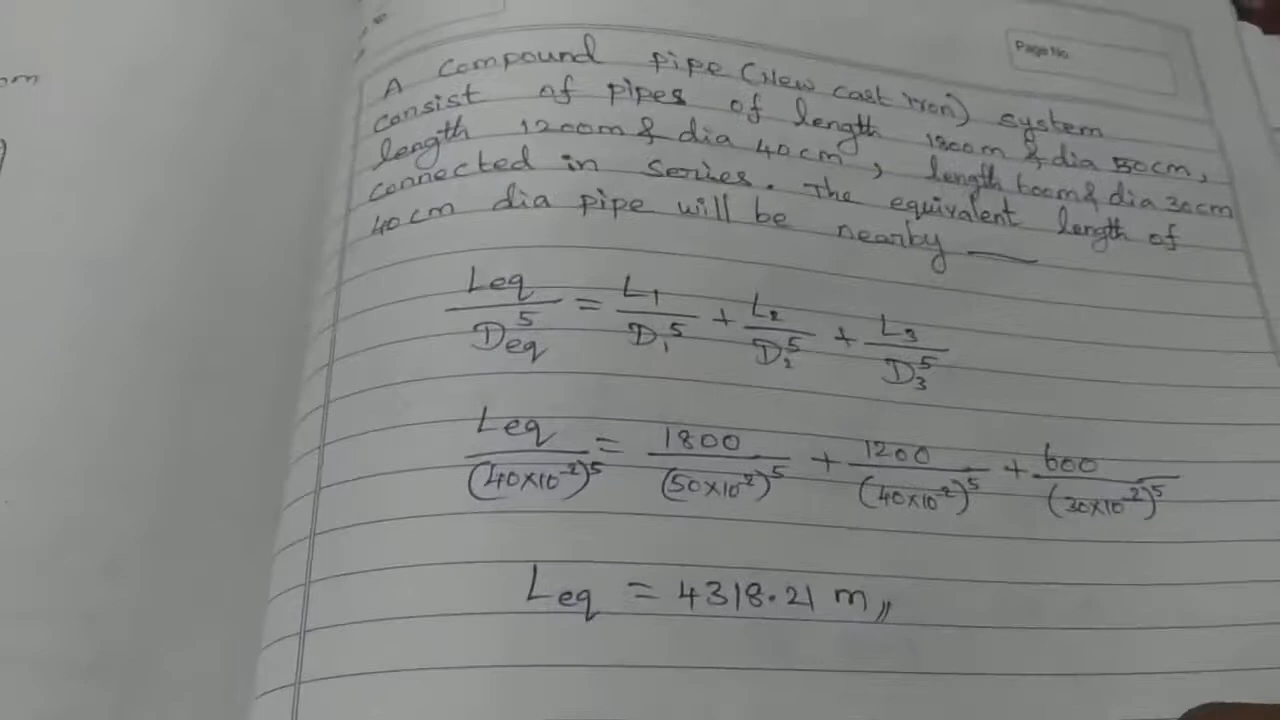 Page No
om
A compound pipe (New cast iron) system
consist of pipes of length 1800m & dia 50cm,
length 1200m & dia 40cm, length 600m & dia 30cm
connected in series. The equivalent length of
40cm dia pipe will be nearby ___
Leq/Deq^5 = L1/D1^5 + L2/D2^5 + L3/D3^5
Leq/(40×10^-2)^5 = 1800/(50×10^-2)^5 + 1200/(40×10^-2)^5 + 600/(30×10^-2)^5
Leq = 4318.21 m,,